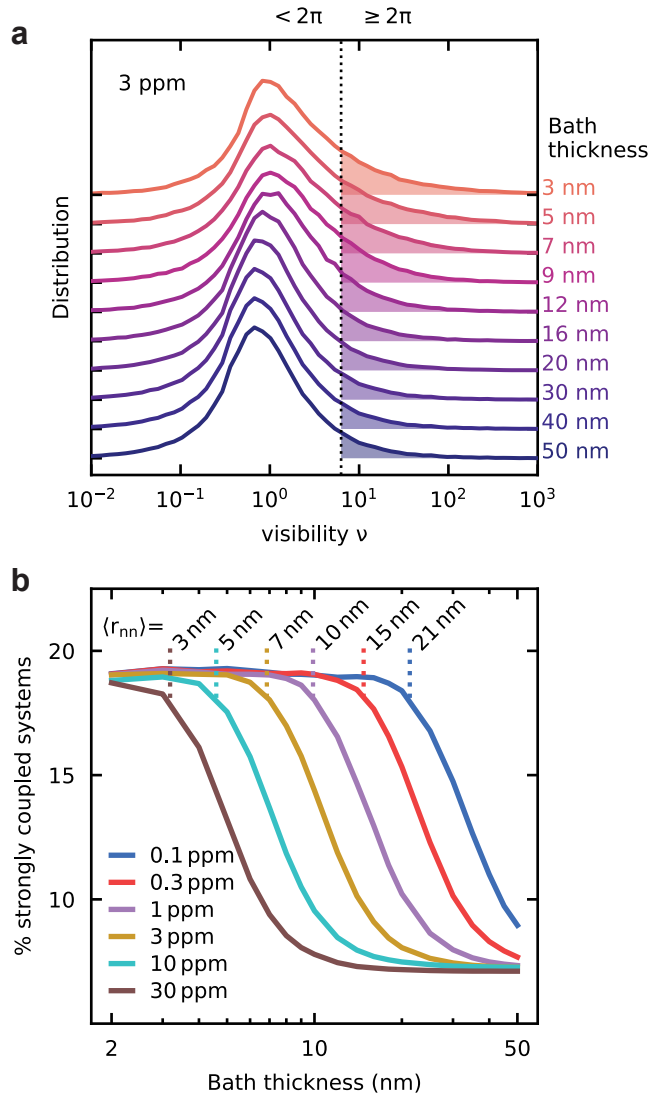 a
< 2π ≥ 2π
3 ppm
Bath
thickness
3 nm
5 nm
7 nm
9 nm
12 nm
16 nm
20 nm
30 nm
40 nm
50 nm
Distribution
10⁻² 10⁻¹ 10⁰ 10¹ 10² 10³
visibility ν
b
⟨rₙₙ⟩= 3 nm 5 nm 7 nm 10 nm 15 nm 21 nm
20
15
10
% strongly coupled systems
0.1 ppm
0.3 ppm
1 ppm
3 ppm
10 ppm
30 ppm
2 10 50
Bath thickness (nm)